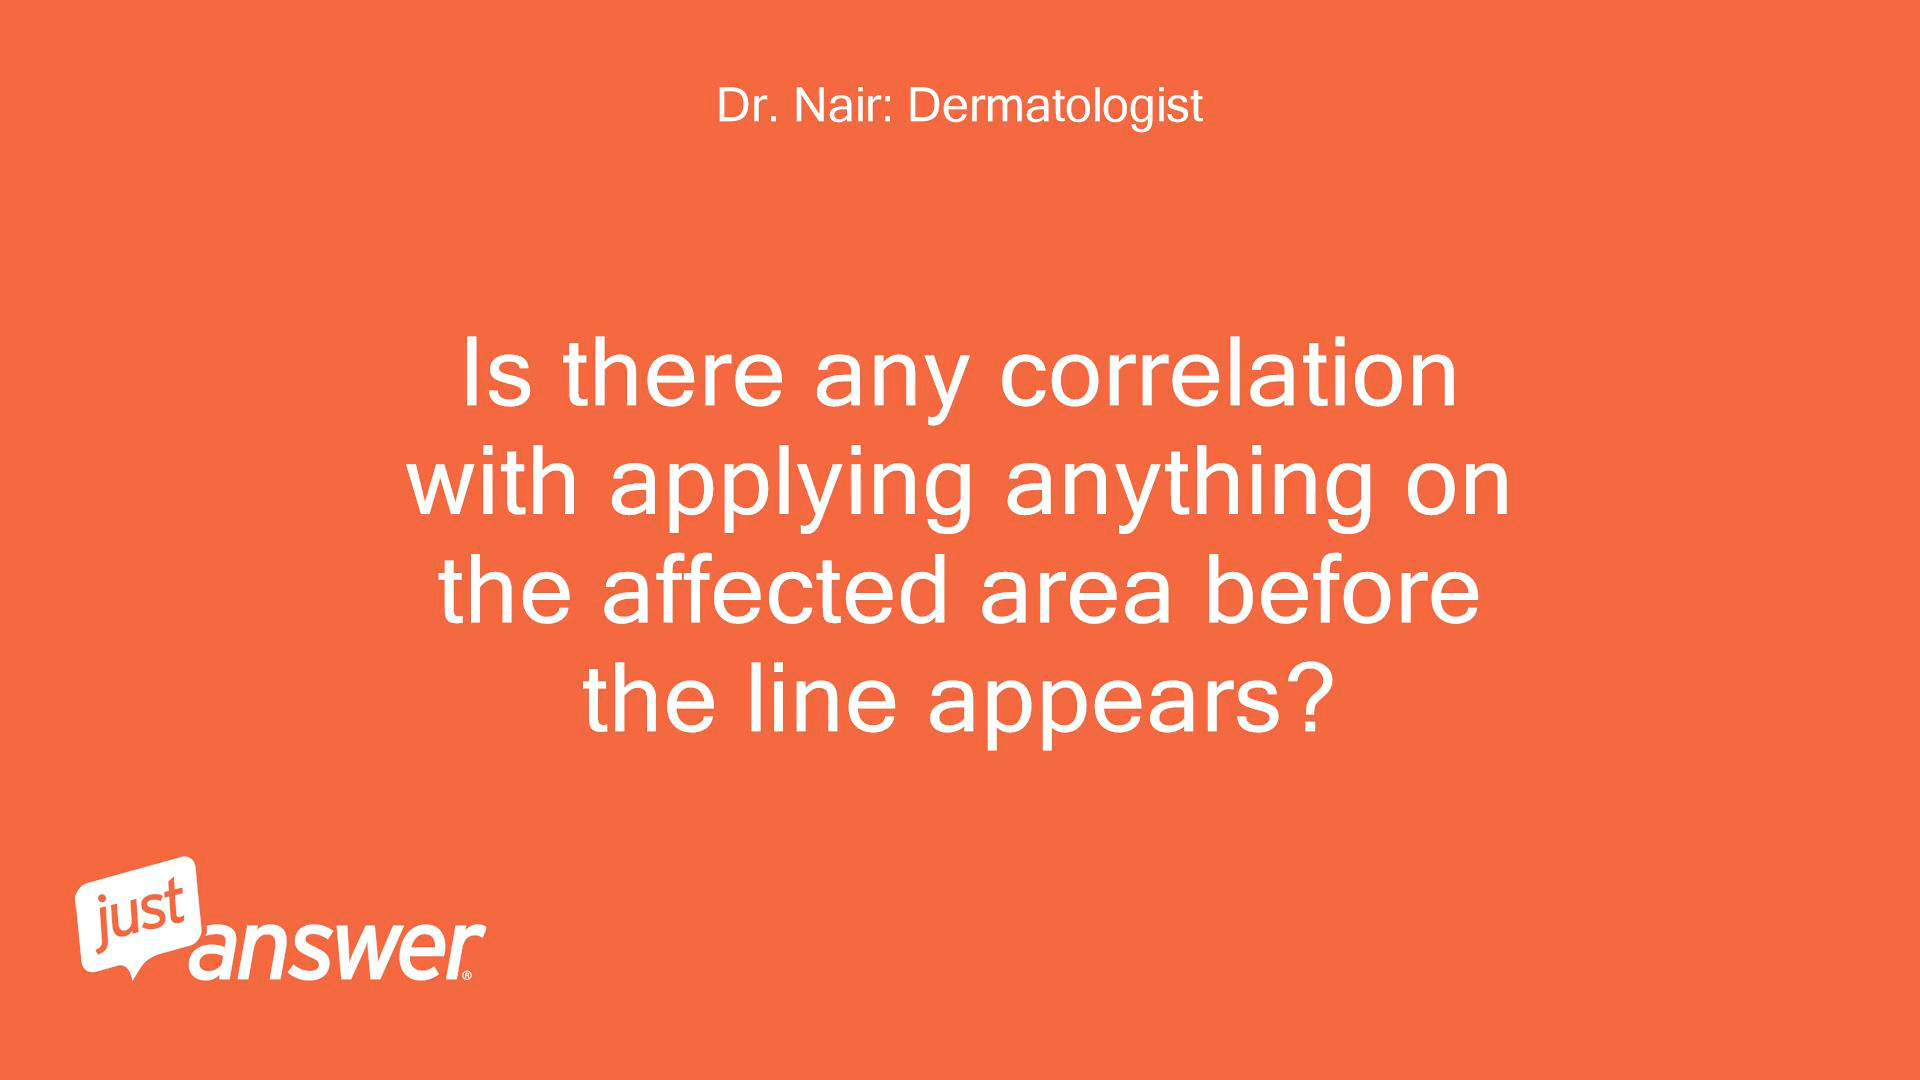 Dr. Nair: Dermatologist
Is there any correlation
with applying anything on
the affected area before
the line appears?
just
answer®